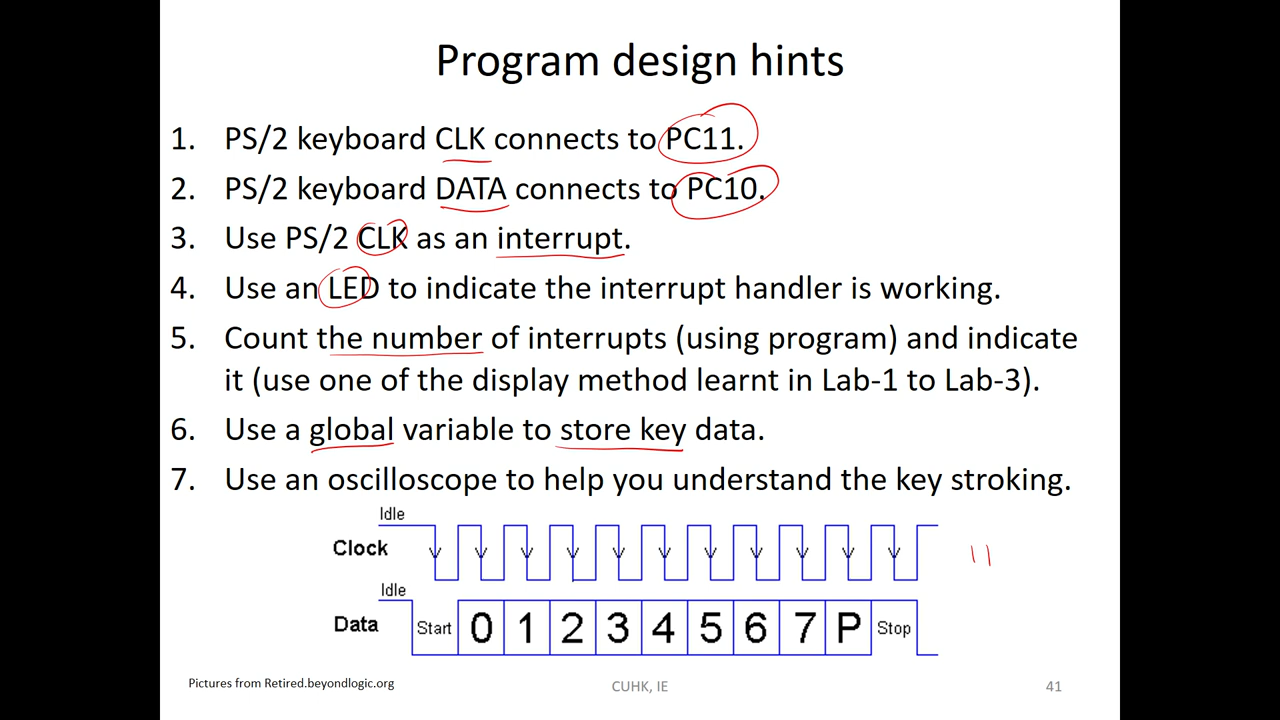 Program design hints
1. PS/2 keyboard CLK connects to PC11.
2. PS/2 keyboard DATA connects to PC10.
3. Use PS/2 CLK as an interrupt.
4. Use an LED to indicate the interrupt handler is working.
5. Count the number of interrupts (using program) and indicate
it (use one of the display method learnt in Lab-1 to Lab-3).
6. Use a global variable to store key data.
7. Use an oscilloscope to help you understand the key stroking.
Idle
Clock
11
Idle
Data Start 0 1 2 3 4 5 6 7 P Stop
Pictures from Retired.beyondlogic.org
CUHK, IE
41